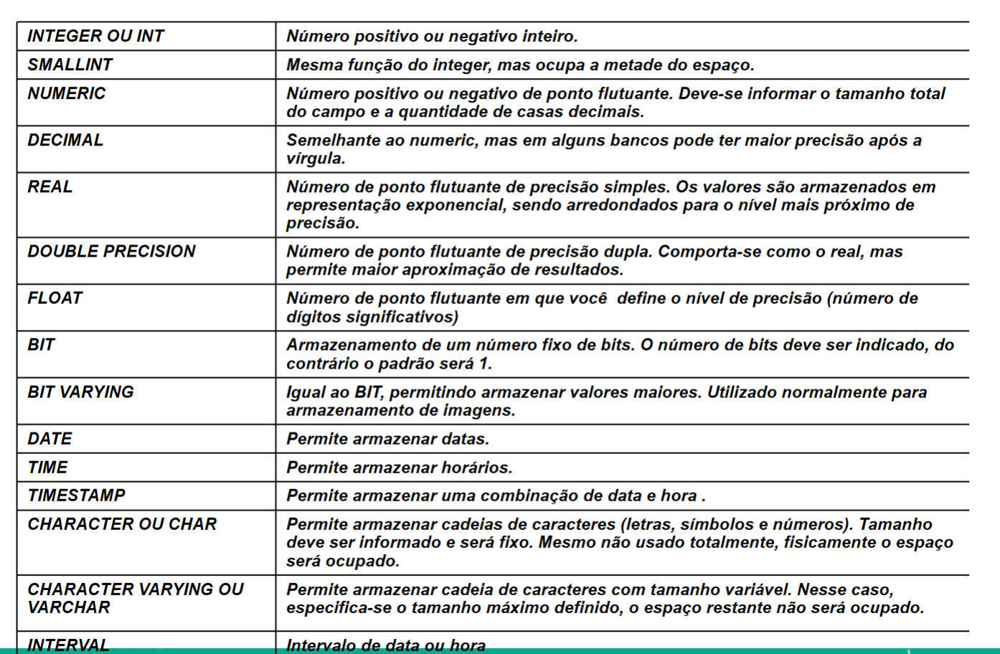 INTEGER OU INT
Número positivo ou negativo inteiro.
SMALLINT
Mesma função do integer, mas ocupa a metade do espaço.
NUMERIC
Número positivo ou negativo de ponto flutuante. Deve-se informar o tamanho total
do campo e a quantidade de casas decimais.
DECIMAL
Semelhante ao numeric, mas em alguns bancos pode ter maior precisão após a
vírgula.
REAL
Número de ponto flutuante de precisão simples. Os valores são armazenados em
representação exponencial, sendo arredondados para o nível mais próximo de
precisão.
DOUBLE PRECISION
Número de ponto flutuante de precisão dupla. Comporta-se como o real, mas
permite maior aproximação de resultados.
FLOAT
Número de ponto flutuante em que você  define o nível de precisão (número de
dígitos significativos)
BIT
Armazenamento de um número fixo de bits. O número de bits deve ser indicado, do
contrário o padrão será 1.
BIT VARYING
Igual ao BIT, permitindo armazenar valores maiores. Utilizado normalmente para
armazenamento de imagens.
DATE
Permite armazenar datas.
TIME
Permite armazenar horários.
TIMESTAMP
Permite armazenar uma combinação de data e hora .
CHARACTER OU CHAR
Permite armazenar cadeias de caracteres (letras, símbolos e números). Tamanho
deve ser informado e será fixo. Mesmo não usado totalmente, fisicamente o espaço
será ocupado.
CHARACTER VARYING OU
VARCHAR
Permite armazenar cadeia de caracteres com tamanho variável. Nesse caso,
especifica-se o tamanho máximo definido, o espaço restante não será ocupado.
INTERVAL
Intervalo de data ou hora